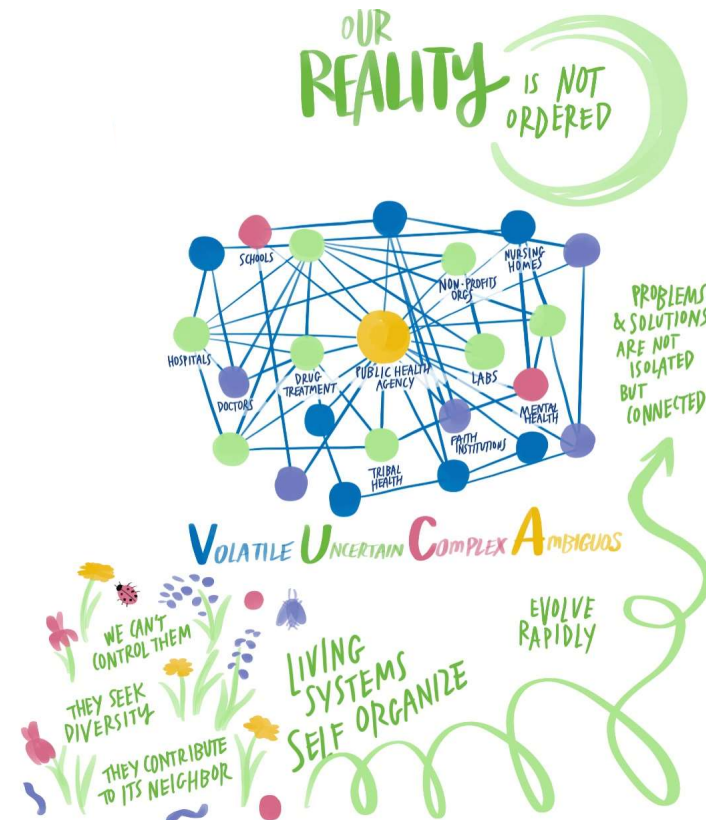 OUR
REALITY
IS NOT
ORDERED
SCHOOLS
NURSING
HOMES
NON-PROFITS
ORGS
HOSPITALS
DRUG
TREATMENT
PUBLIC HEALTH
AGENCY
LABS
DOCTORS
MENTAL
HEALTH
FAITH
INSTITUTIONS
TRIBAL
HEALTH
PROBLEMS
& SOLUTIONS
ARE NOT
ISOLATED
BUT
CONNECTED
VOLATILE UNCERTAIN COMPLEX AMBIGUOS
WE CAN'T
CONTROL THEM
THEY SEEK
DIVERSITY
THEY CONTRIBUTE
TO ITS NEIGHBOR
LIVING
SYSTEMS
SELF ORGANIZE
EVOLVE
RAPIDLY